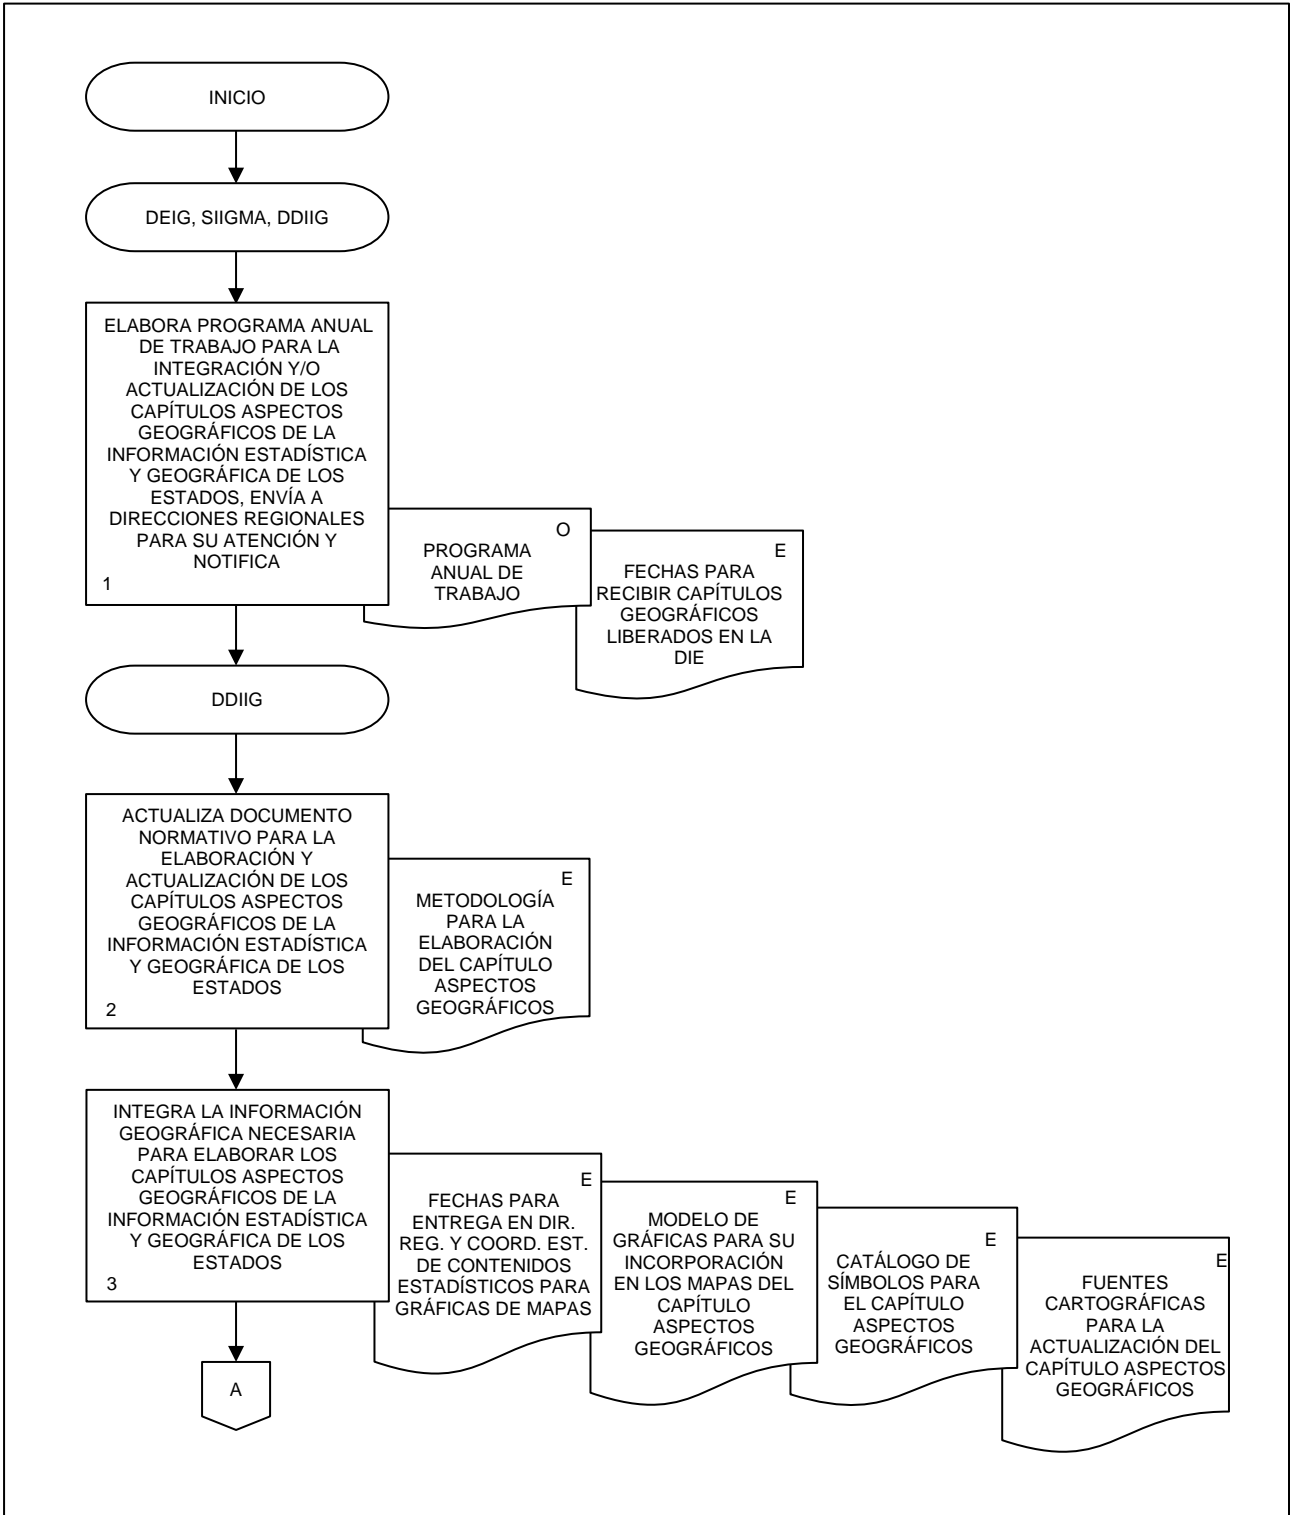 INICIO
DEIG, SIIGMA, DDIIG
ELABORA PROGRAMA ANUAL
DE TRABAJO PARA LA
INTEGRACIÓN Y/O
ACTUALIZACIÓN DE LOS
CAPÍTULOS ASPECTOS
GEOGRÁFICOS DE LA
INFORMACIÓN ESTADÍSTICA
Y GEOGRÁFICA DE LOS
ESTADOS, ENVÍA A
DIRECCIONES REGIONALES
PARA SU ATENCIÓN Y
NOTIFICA
1
O
PROGRAMA
ANUAL DE
TRABAJO
E
FECHAS PARA
RECIBIR CAPÍTULOS
GEOGRÁFICOS
LIBERADOS EN LA
DIE
DDIIG
ACTUALIZA DOCUMENTO
NORMATIVO PARA LA
ELABORACIÓN Y
ACTUALIZACIÓN DE LOS
CAPÍTULOS ASPECTOS
GEOGRÁFICOS DE LA
INFORMACIÓN ESTADÍSTICA
Y GEOGRÁFICA DE LOS
ESTADOS
2
E
METODOLOGÍA
PARA LA
ELABORACIÓN
DEL CAPÍTULO
ASPECTOS
GEOGRÁFICOS
INTEGRA LA INFORMACIÓN
GEOGRÁFICA NECESARIA
PARA ELABORAR LOS
CAPÍTULOS ASPECTOS
GEOGRÁFICOS DE LA
INFORMACIÓN ESTADÍSTICA
Y GEOGRÁFICA DE LOS
ESTADOS
3
E
FECHAS PARA
ENTREGA EN DIR.
REG. Y COORD. EST.
DE CONTENIDOS
ESTADÍSTICOS PARA
GRÁFICAS DE MAPAS
E
MODELO DE
GRÁFICAS PARA SU
INCORPORACIÓN
EN LOS MAPAS DEL
CAPÍTULO
ASPECTOS
GEOGRÁFICOS
E
CATÁLOGO DE
SÍMBOLOS PARA
EL CAPÍTULO
ASPECTOS
GEOGRÁFICOS
E
FUENTES
CARTOGRÁFICAS
PARA LA
ACTUALIZACIÓN DEL
CAPÍTULO ASPECTOS
GEOGRÁFICOS
A